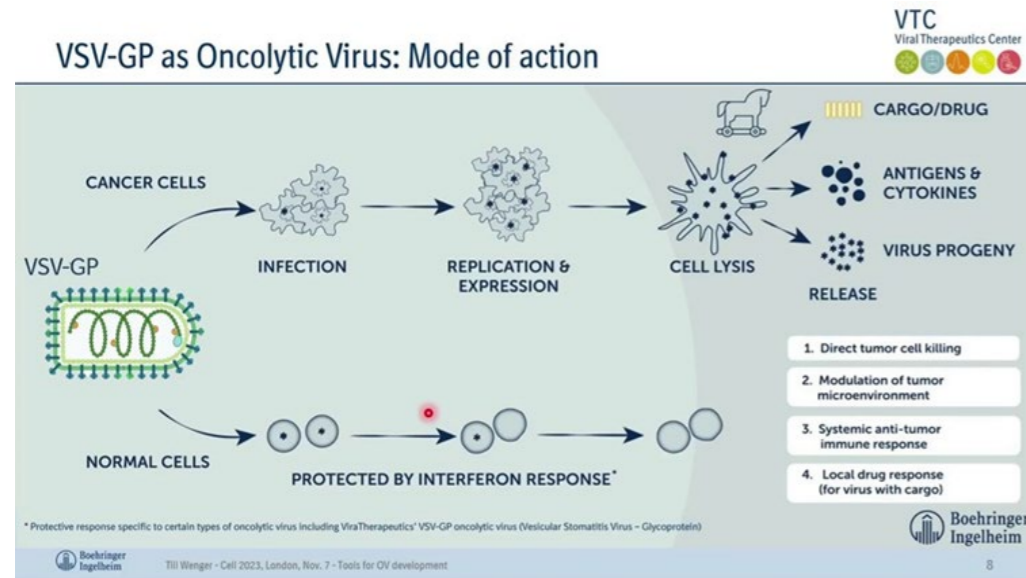 VSV-GP as Oncolytic Virus: Mode of action
VTC
Viral Therapeutics Center
CANCER CELLS
VSV-GP
INFECTION
REPLICATION &
EXPRESSION
CELL LYSIS
CARGO/DRUG
ANTIGENS &
CYTOKINES
VIRUS PROGENY
RELEASE
NORMAL CELLS
PROTECTED BY INTERFERON RESPONSE*
1. Direct tumor cell killing
2. Modulation of tumor
microenvironment
3. Systemic anti-tumor
immune response
4. Local drug response
(for virus with cargo)
* Protective response specific to certain types of oncolytic virus including ViraTherapeutics' VSV-GP oncolytic virus (Vesicular Stomatitis Virus – Glycoprotein)
Boehringer
Ingelheim
Boehringer
Ingelheim
Till Wenger - Cell 2023, London, Nov. 7 - Tools for OV development
8